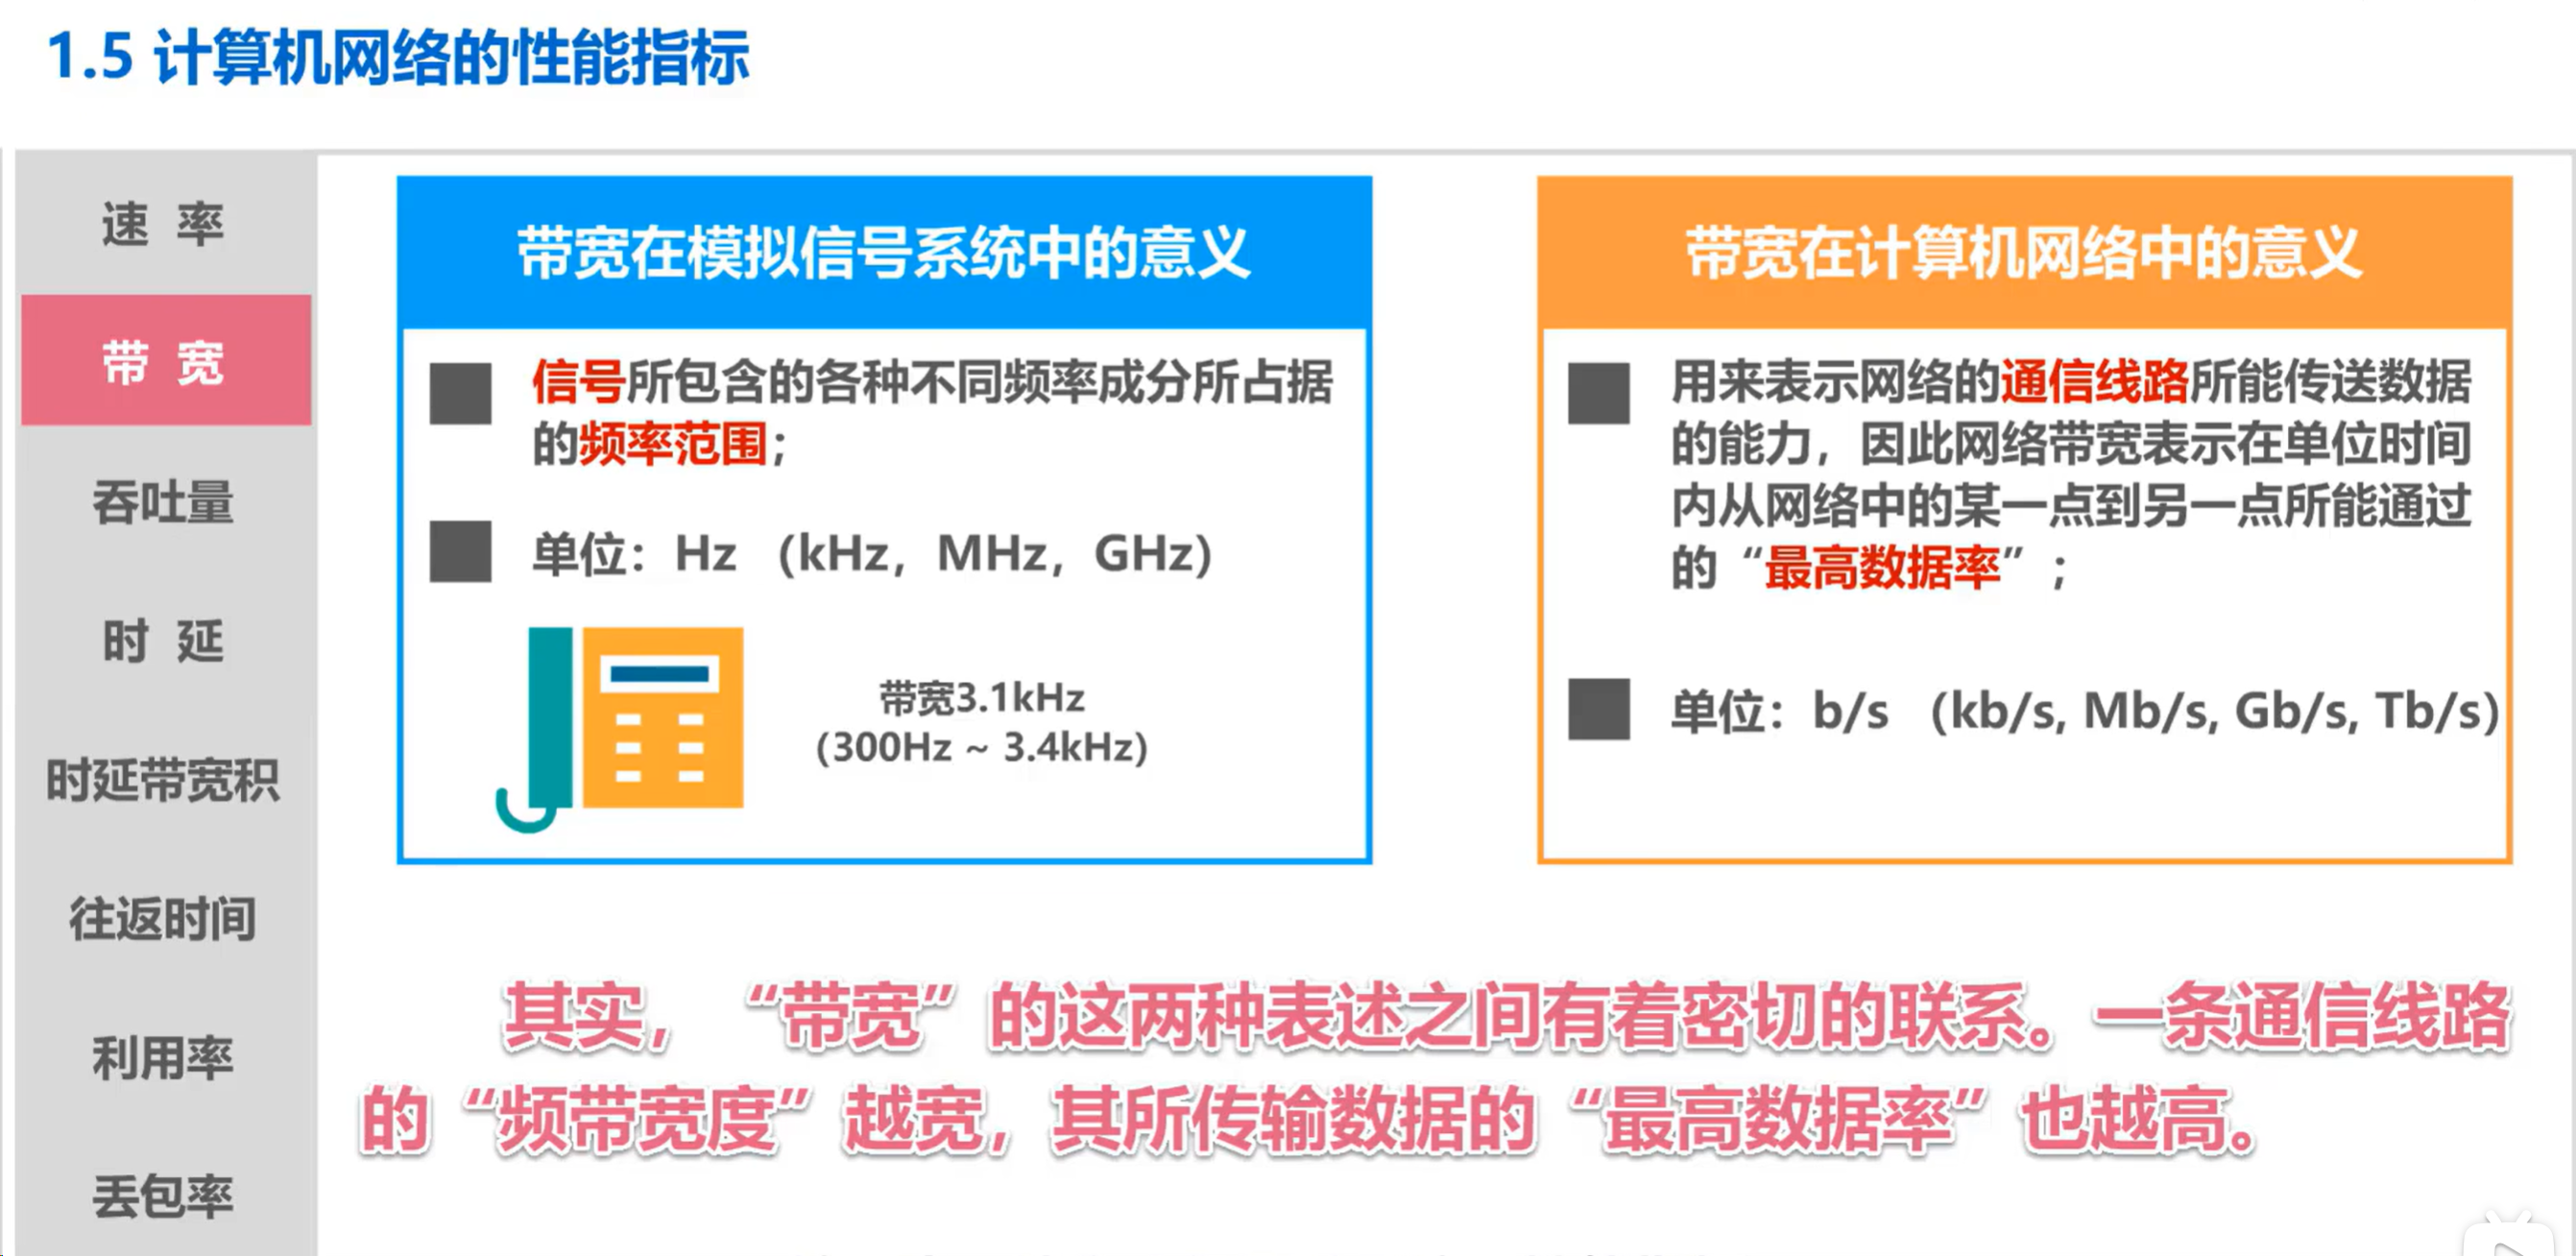 1.5 计算机网络的性能指标
速 率
带 宽
吞吐量
时 延
时延带宽积
往返时间
利用率
丢包率
带宽在模拟信号系统中的意义
信号所包含的各种不同频率成分所占据
的频率范围；
单位：Hz （kHz，MHz，GHz）
带宽3.1kHz
（300Hz ~ 3.4kHz）
带宽在计算机网络中的意义
用来表示网络的通信线路所能传送数据
的能力，因此网络带宽表示在单位时间
内从网络中的某一点到另一点所能通过
的“最高数据率”；
单位：b/s （kb/s, Mb/s, Gb/s, Tb/s）
其实，“带宽”的这两种表述之间有着密切的联系。一条通信线路
的“频带宽度”越宽，其所传输数据的“最高数据率”也越高。